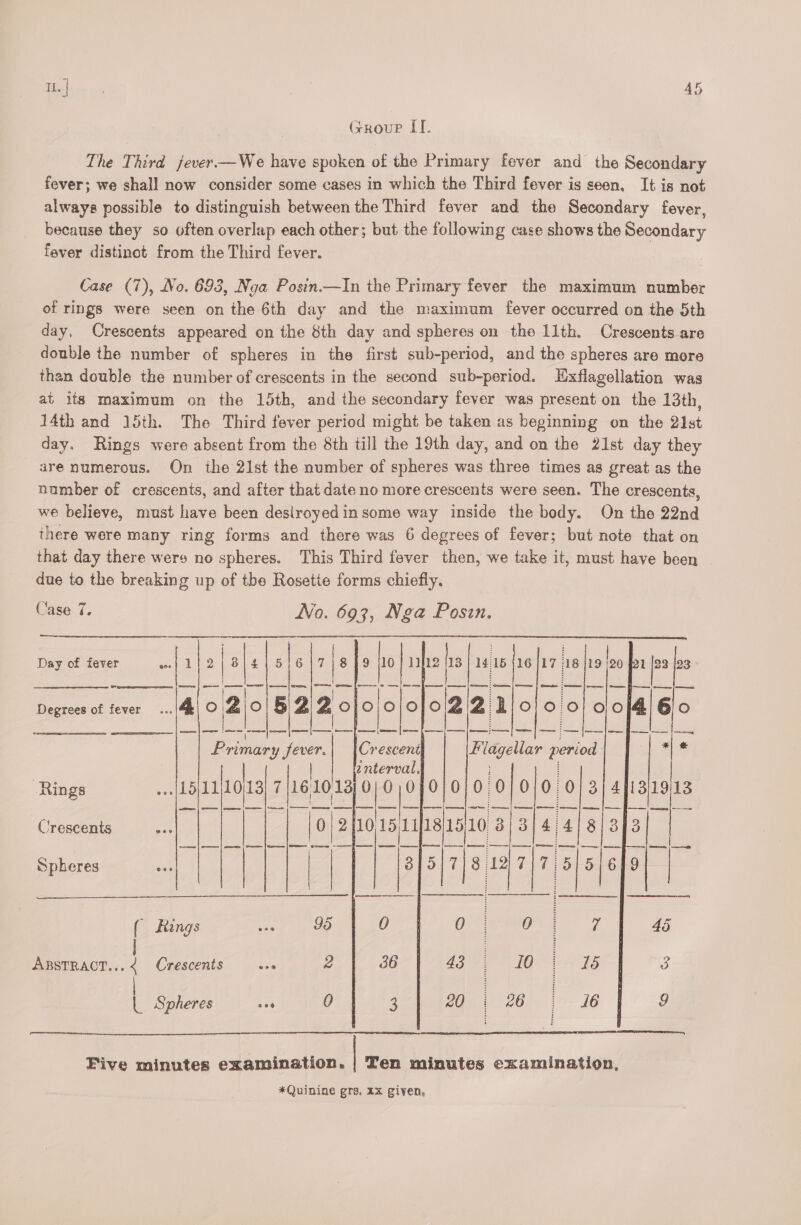 II.] 45
GROUP II.
The Third fever.—We have spoken of the Primary fever and the Secondary
fever; we shall now consider some cases in which the Third fever is seen. It is not
always possible to distinguish between the Third fever and the Secondary fever,
because they so often overlap each other; but the following case shows the Secondary
fever distinct from the Third fever.
Case (7), No. 693, Nga Posin.—In the Primary fever the maximum number
of rings were seen on the 6th day and the maximum fever occurred on the 5th
day. Crescents appeared on the 8th day and spheres on the 11th. Crescents are
double the number of spheres in the first sub-period, and the spheres are more
than double the number of crescents in the second sub-period. Exflagellation was
at its maximum on the 15th, and the secondary fever was present on the 13th,
14th and 15th. The Third fever period might be taken as beginning on the 21st
day. Rings were absent from the 8th till the 19th day, and on the 21st day they
are numerous. On the 21st the number of spheres was three times as great as the
number of crescents, and after that date no more crescents were seen. The crescents,
we believe, must have been destroyed in some way inside the body. On the 22nd
there were many ring forms and there was 6 degrees of fever; but note that on
that day there were no spheres. This Third fever then, we take it, must have been
due to the breaking up of the Rosette forms chiefly.
Case 7. No. 693, Nga Posin.
Day of fever ... 1 2 3 4 5 6 7 8 9 10 11 12 13 14 15 16 17 18 19 20 21 22 23
Degrees of fever ... 4 0 2 0 5 2 2 0 0 0 0 0 2 2 1 0 0 0 0 0 4 6 0
Primary fever. Crescent interval. Flagellar period * *
Rings ... 15 11 10 13 7 16 10 13 0 0 0 0 0 0 0 0 0 0 3 4 13 19 13
Crescents ... 0 2 10 15 11 18 15 10 3 3 4 4 8 3 3
Spheres ... 3 5 7 8 12 7 7 5 5 6 9
Rings ... 95 0 0 0 7 45
ABSTRACT... Crescents ... 2 36 43 10 15 3
Spheres ... 0 3 20 26 16 9
Five minutes examination. Ten minutes examination.
*Quinine grs. xx given.